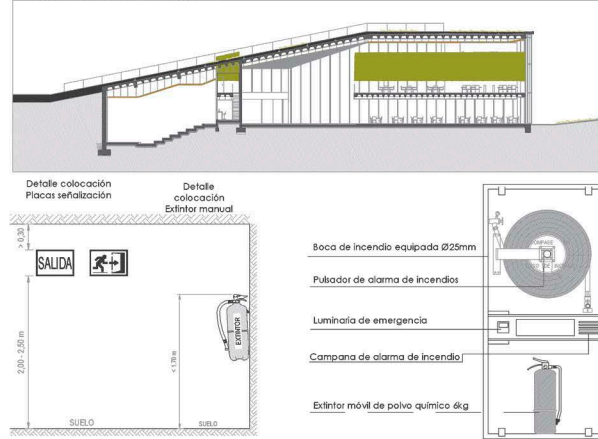 Detalle colocación
Placas señalización
Detalle
colocación
Extintor manual
> 0,30
SALIDA
2,00 - 2,50 m
< 1.70 m
EXTINTOR
SUELO
SUELO
Boca de incendio equipada Ø25mm
Pulsador de alarma de incendios
Luminaria de emergencia
Campana de alarma de incendio
Extintor móvil de polvo químico 6kg